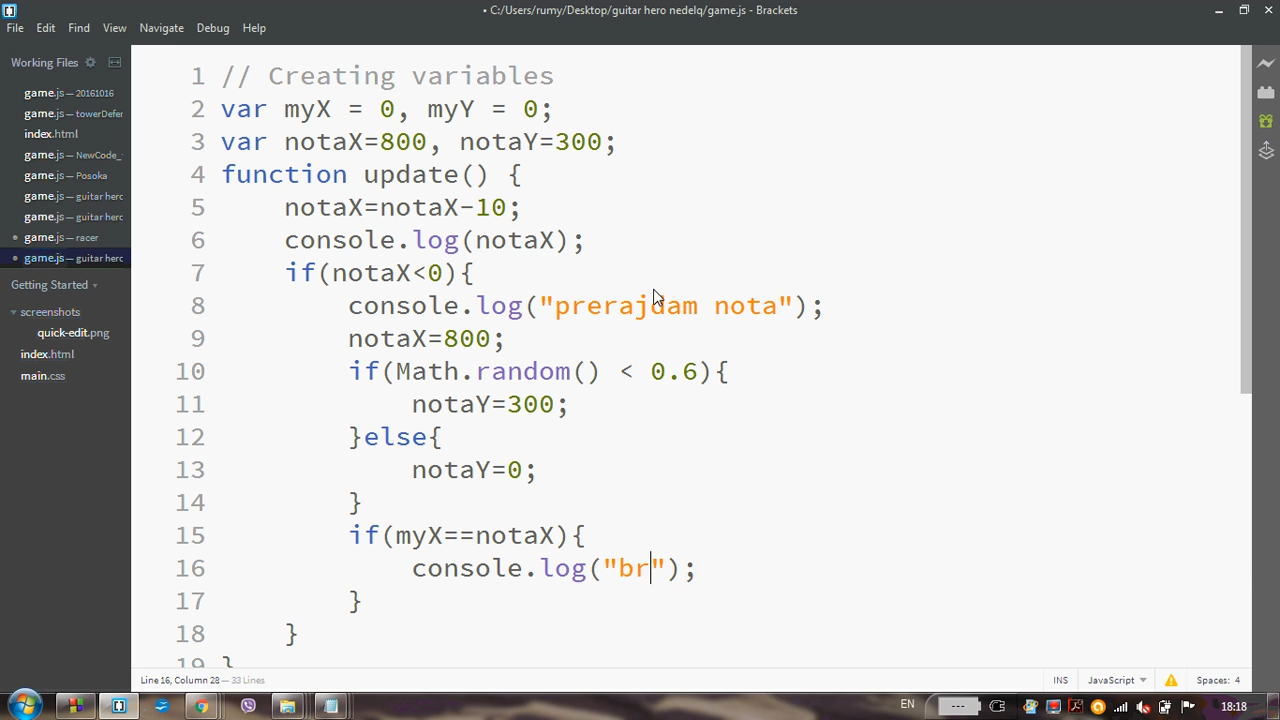 • C:/Users/rumy/Desktop/guitar hero nedelq/game.js - Brackets
File Edit Find View Navigate Debug Help
Working Files
game.js — 20161016
game.js — towerDefer
index.html
game.js — NewCode_
game.js — Posoka
game.js — guitar hero
game.js — guitar hero
• game.js — racer
• game.js — guitar hero
Getting Started
screenshots
quick-edit.png
index.html
main.css
1 // Creating variables
2 var myX = 0, myY = 0;
3 var notaX=800, notaY=300;
4 function update() {
5 notaX=notaX-10;
6 console.log(notaX);
7 if(notaX<0){
8 console.log("prerajdam nota");
9 notaX=800;
10 if(Math.random() < 0.6){
11 notaY=300;
12 }else{
13 notaY=0;
14 }
15 if(myX==notaX){
16 console.log("br");
17 }
18 }
19 }
Line 16, Column 28 — 33 Lines
INS JavaScript Spaces: 4
EN 18:18